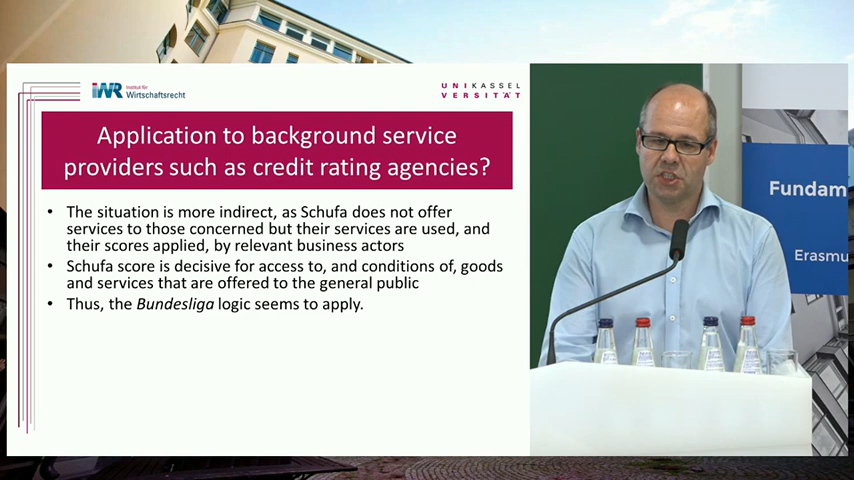 iWR Institut für
Wirtschaftsrecht
UNIKASSEL
VERSITÄT
Application to background service
providers such as credit rating agencies?
• The situation is more indirect, as Schufa does not offer
services to those concerned but their services are used, and
their scores applied, by relevant business actors
• Schufa score is decisive for access to, and conditions of, goods
and services that are offered to the general public
• Thus, the Bundesliga logic seems to apply.
Fundam
Erasmu